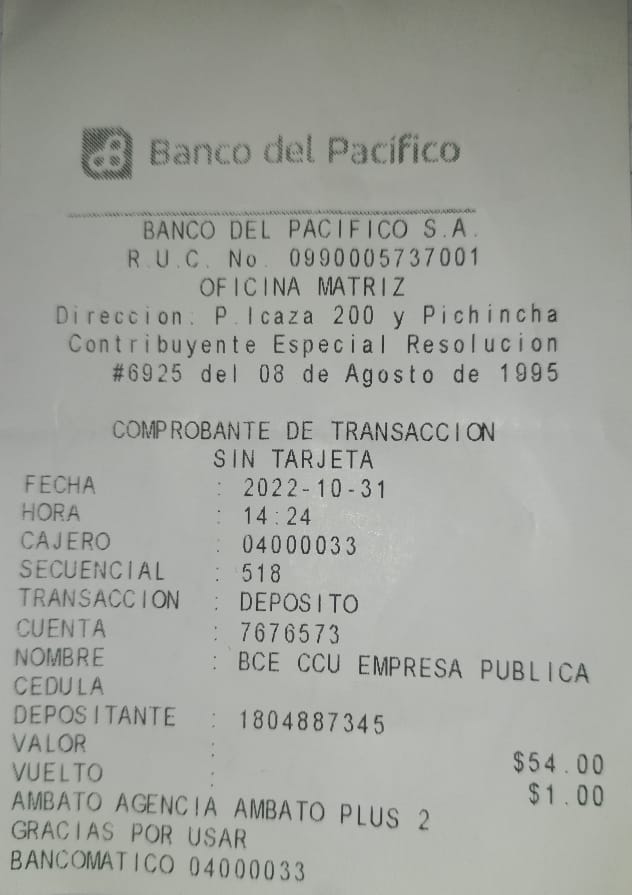 Banco del Pacífico
BANCO DEL PACIFICO S.A.
R.U.C. No. 0990005737001
OFICINA MATRIZ
Direccion: P.Icaza 200 y Pichincha
Contribuyente Especial Resolucion
#6925 del 08 de Agosto de 1995
COMPROBANTE DE TRANSACCION
SIN TARJETA
FECHA : 2022-10-31
HORA : 14:24
CAJERO : 04000033
SECUENCIAL : 518
TRANSACCION : DEPOSITO
CUENTA : 7676573
NOMBRE : BCE CCU EMPRESA PUBLICA
CEDULA
DEPOSITANTE : 1804887345
VALOR : $54.00
VUELTO : $1.00
AMBATO AGENCIA AMBATO PLUS 2
GRACIAS POR USAR
BANCOMATICO 04000033